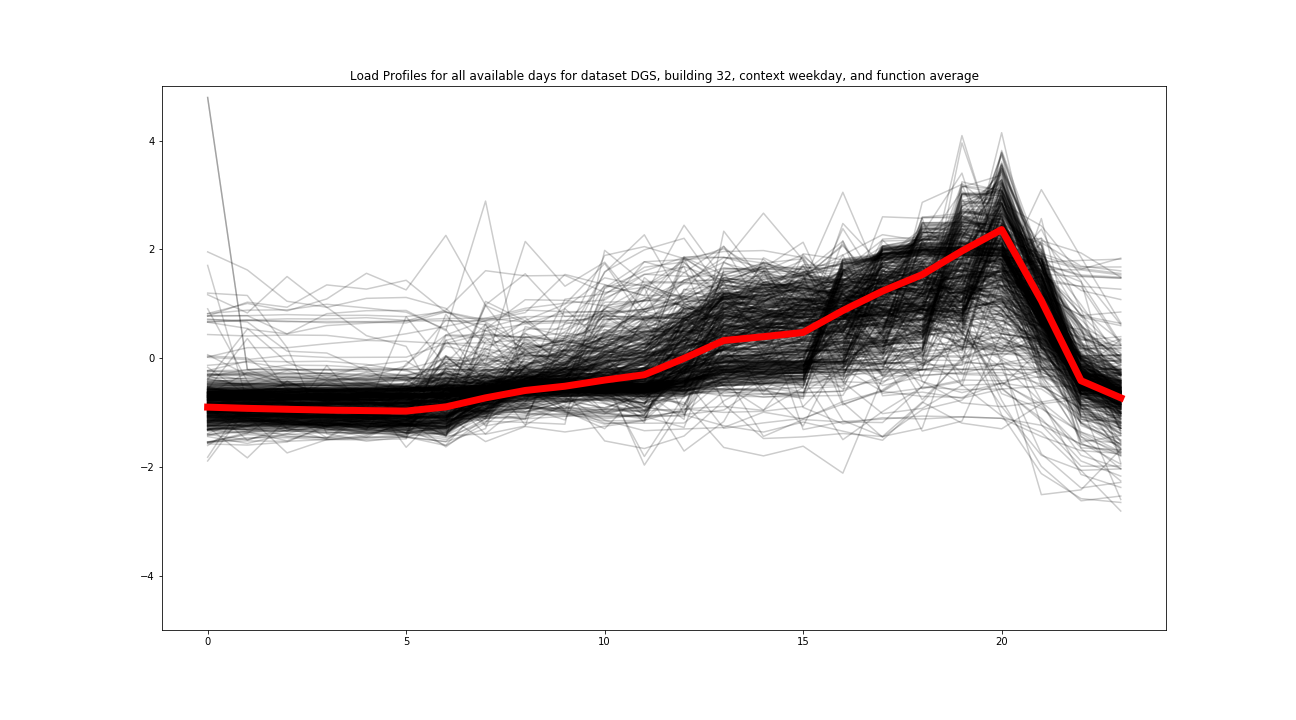 Load Profiles for all available days for dataset DGS, building 32, context weekday, and function average
4
2
0
−2
−4
0 5 10 15 20